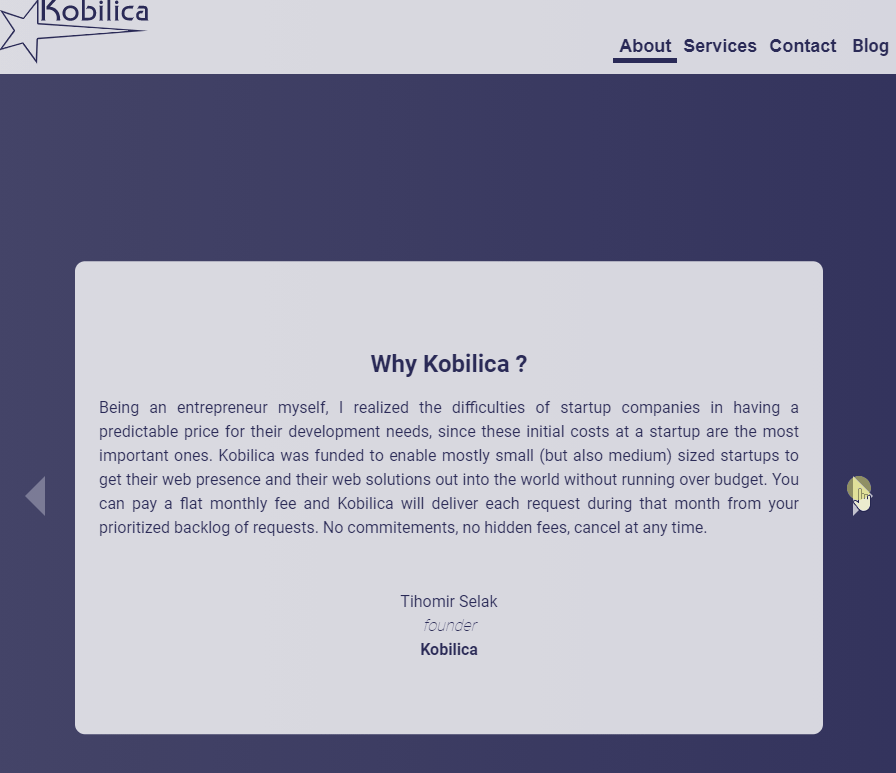 Kobilica
About Services Contact Blog
Why Kobilica ?
Being an entrepreneur myself, I realized the difficulties of startup companies in having a
predictable price for their development needs, since these initial costs at a startup are the most
important ones. Kobilica was funded to enable mostly small (but also medium) sized startups to
get their web presence and their web solutions out into the world without running over budget. You
can pay a flat monthly fee and Kobilica will deliver each request during that month from your
prioritized backlog of requests. No commitements, no hidden fees, cancel at any time.
Tihomir Selak
founder
Kobilica